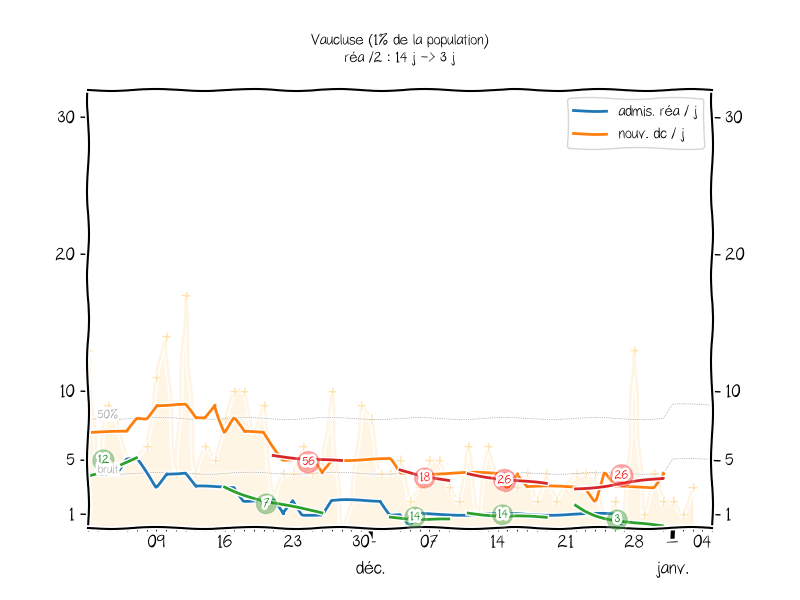 Vaucluse (1% de la population)
réa /2 : 14 j -> 3 j
admis. réa / j
nouv. dc / j
30 30
20 20
10 10
5 5
1 1
50%
bruit
12
7
56
14
18
14
26
3
26
09 16 23 30 07 14 21 28 04
déc. janv.